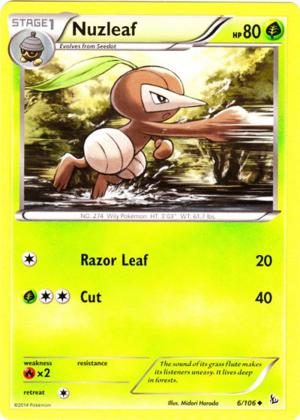 STAGE1
Nuzleaf
HP 80
Evolves from Seedot
NO. 274 Wily Pokémon HT: 3'03" WT: 61.7 lbs.
Razor Leaf 20
Cut 40
weakness resistance
×2
retreat
The sound of its grass flute makes
its listeners uneasy. It lives deep
in forests.
©2014 Pokémon
Illus. Midori Harada 6/106